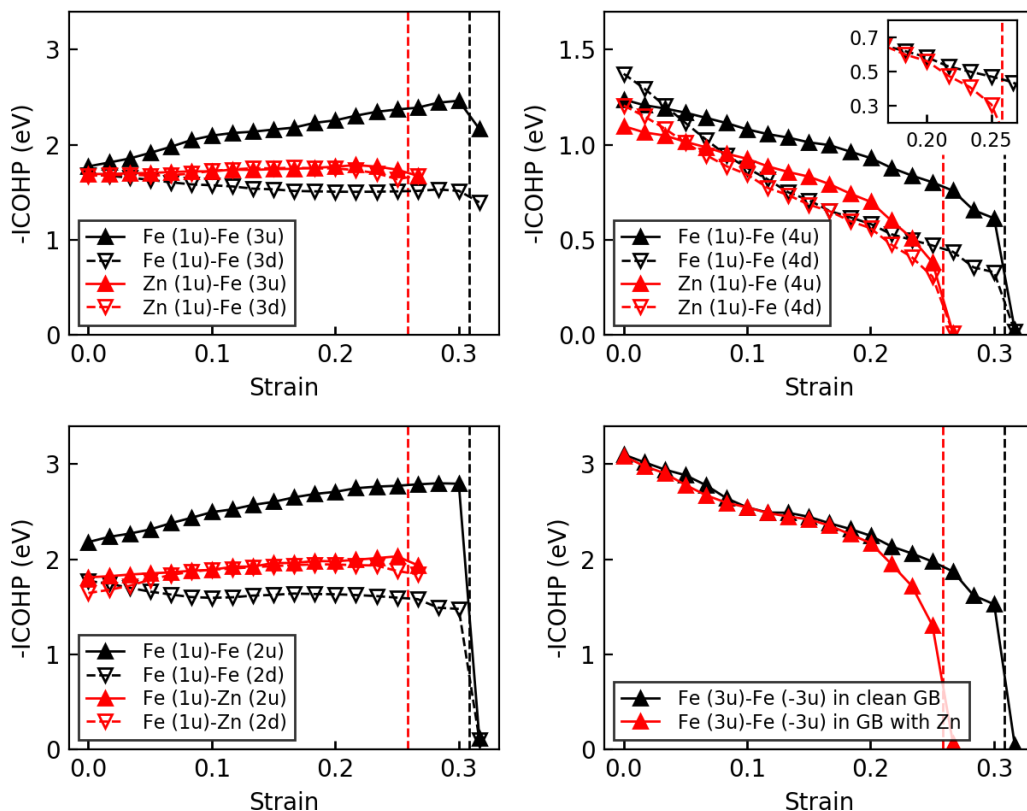 3
2
1
0
-ICOHP (eV)
Fe (1u)-Fe (3u)
Fe (1u)-Fe (3d)
Zn (1u)-Fe (3u)
Zn (1u)-Fe (3d)
0.0 0.1 0.2 0.3
Strain
1.5
1.0
0.5
0.0
-ICOHP (eV)
0.7
0.5
0.3
0.20 0.25
Fe (1u)-Fe (4u)
Fe (1u)-Fe (4d)
Zn (1u)-Fe (4u)
Zn (1u)-Fe (4d)
0.0 0.1 0.2 0.3
Strain
3
2
1
0
-ICOHP (eV)
Fe (1u)-Fe (2u)
Fe (1u)-Fe (2d)
Fe (1u)-Zn (2u)
Fe (1u)-Zn (2d)
0.0 0.1 0.2 0.3
Strain
3
2
1
0
-ICOHP (eV)
Fe (3u)-Fe (-3u) in clean GB
Fe (3u)-Fe (-3u) in GB with Zn
0.0 0.1 0.2 0.3
Strain